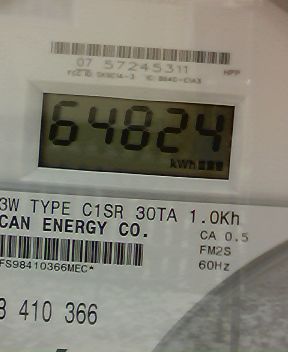 07 57245311
64824
kWh
3W TYPE C1SR 30TA 1.0Kh
CAN ENERGY CO.
CA 0.5
FM2S
FS98410366MEC*
60Hz
8 410 366